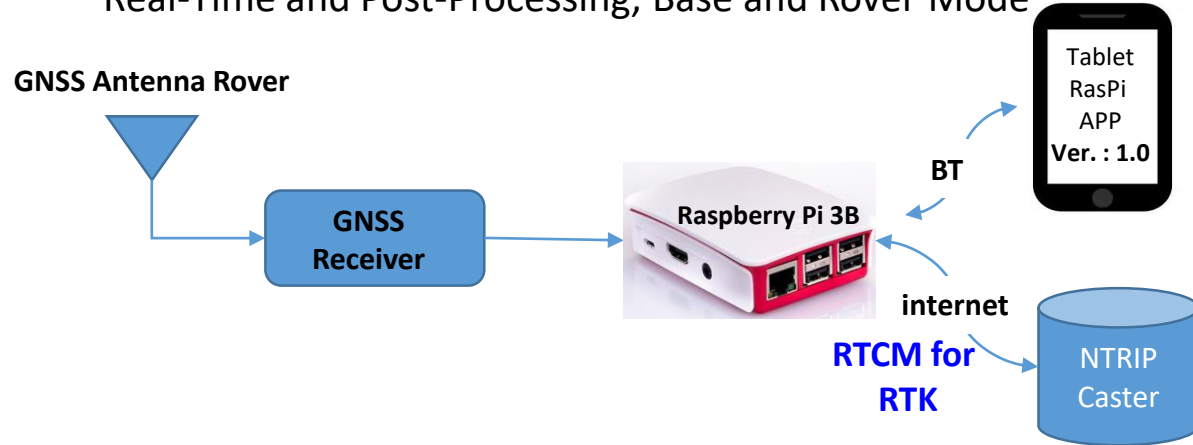 Real-Time and Post-Processing, Base and Rover Mode
GNSS Antenna Rover
GNSS
Receiver
Raspberry Pi 3B
BT
Tablet
RasPi
APP
Ver. : 1.0
internet
RTCM for
RTK
NTRIP
Caster